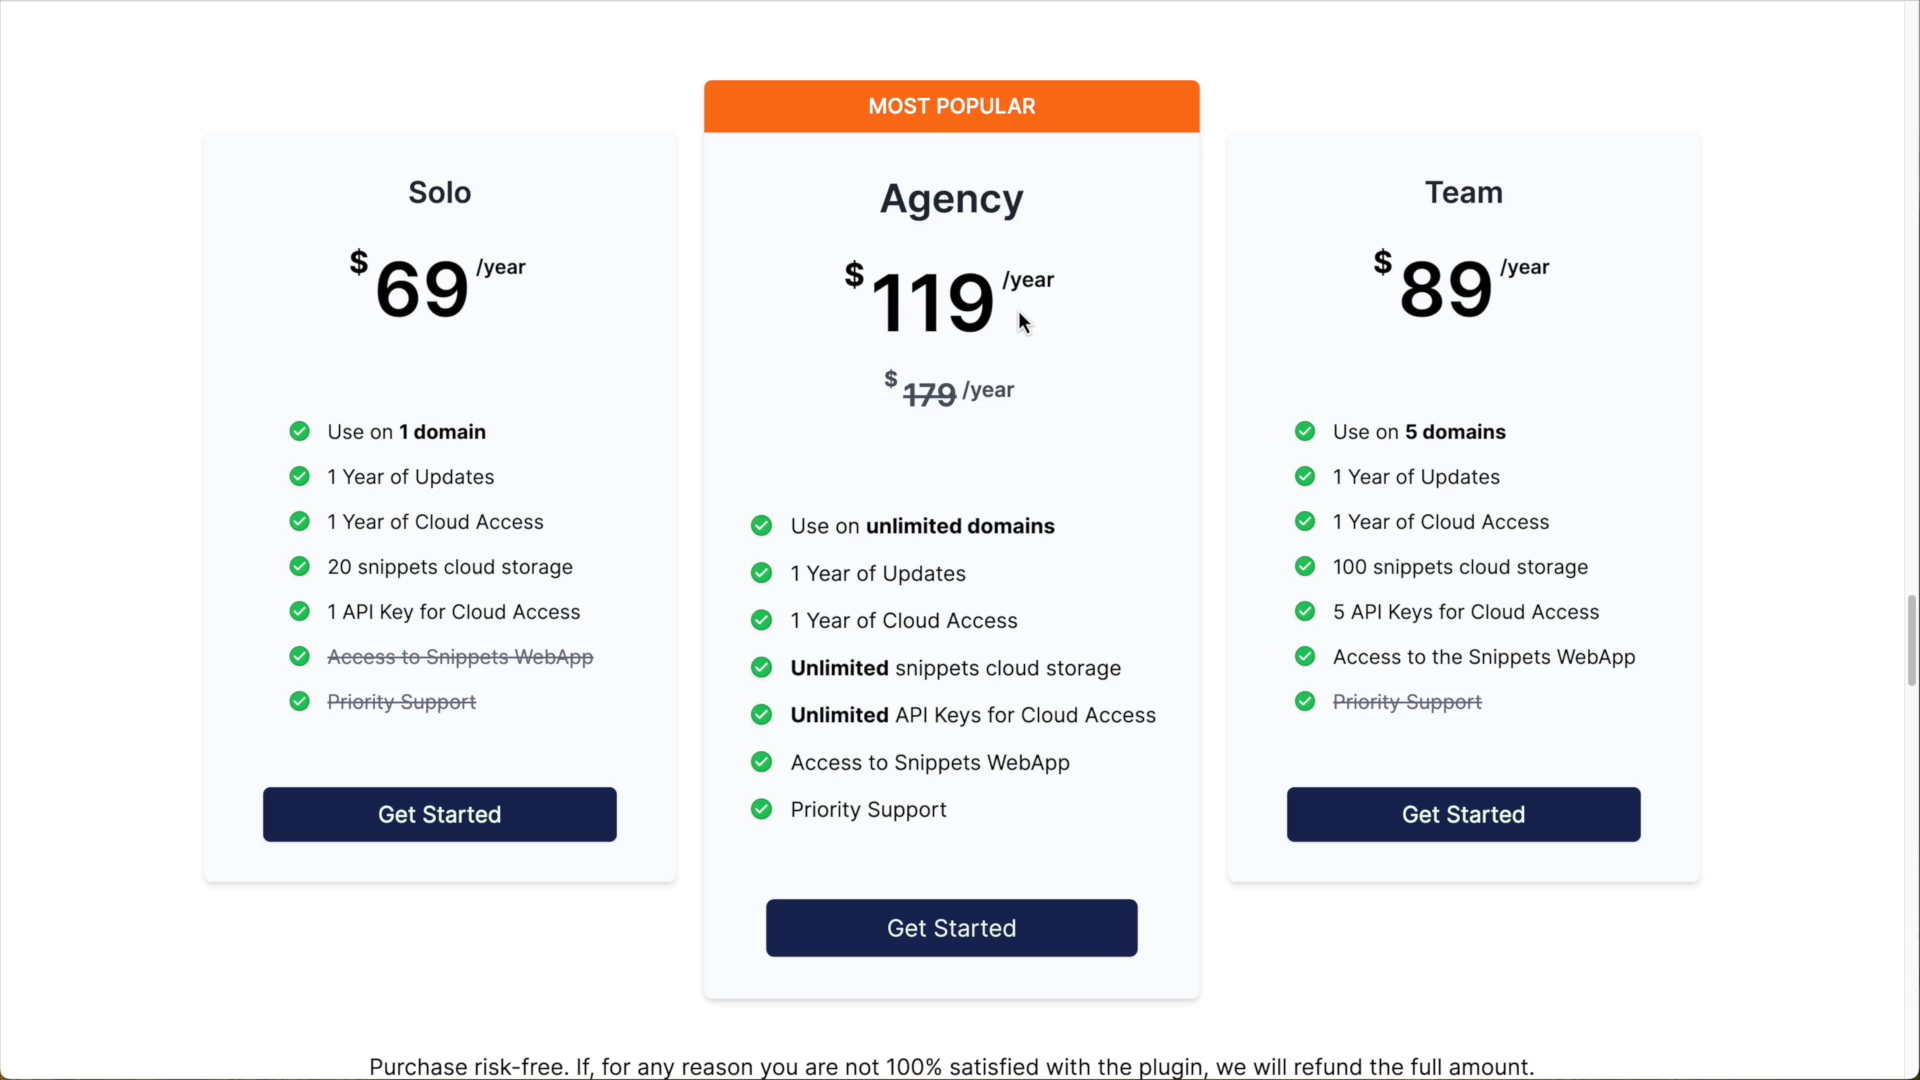 MOST POPULAR
Solo
$69/year
Use on 1 domain
1 Year of Updates
1 Year of Cloud Access
20 snippets cloud storage
1 API Key for Cloud Access
Access to Snippets WebApp
Priority Support
Get Started
Agency
$119/year
$179/year
Use on unlimited domains
1 Year of Updates
1 Year of Cloud Access
Unlimited snippets cloud storage
Unlimited API Keys for Cloud Access
Access to Snippets WebApp
Priority Support
Get Started
Team
$89/year
Use on 5 domains
1 Year of Updates
1 Year of Cloud Access
100 snippets cloud storage
5 API Keys for Cloud Access
Access to the Snippets WebApp
Priority Support
Get Started
Purchase risk-free. If, for any reason you are not 100% satisfied with the plugin, we will refund the full amount.